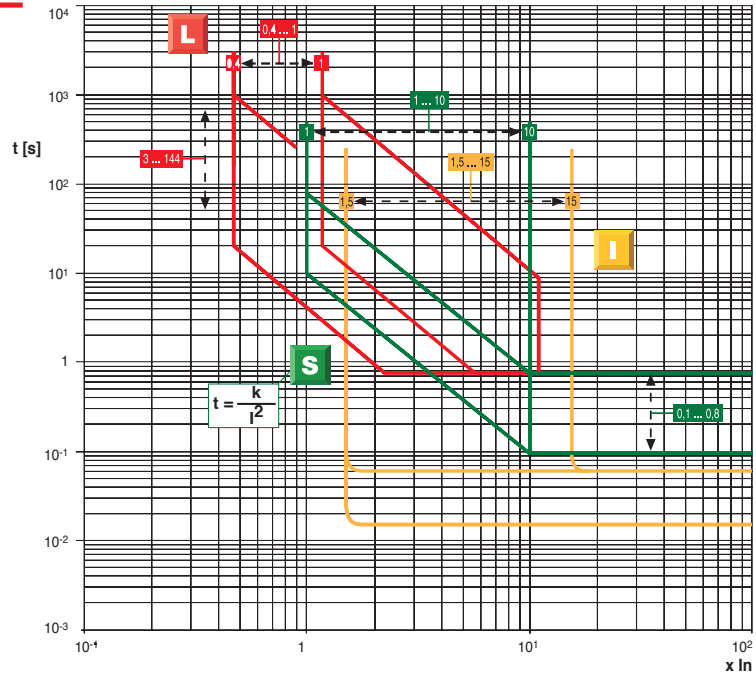 10⁴
L
0,4 ... 1
0,4
1
10³
1 ... 10
1
10
t [s]
3 ... 144
1,5 ... 15
10²
1,5
15
I
10¹
1
S
t = k / I²
0,1 ... 0,8
10⁻¹
10⁻²
10⁻³
10⁻¹
1
10¹
10²
x In